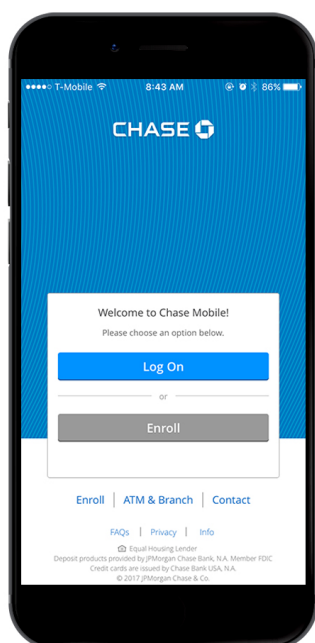 T-Mobile 8:43 AM 86%
CHASE
Welcome to Chase Mobile!
Please choose an option below.
Log On
or
Enroll
Enroll | ATM & Branch | Contact
FAQs | Privacy | Info
Equal Housing Lender
Deposit products provided by JPMorgan Chase Bank, N.A. Member FDIC
Credit cards are issued by Chase Bank USA, N.A.
© 2017 JPMorgan Chase & Co.